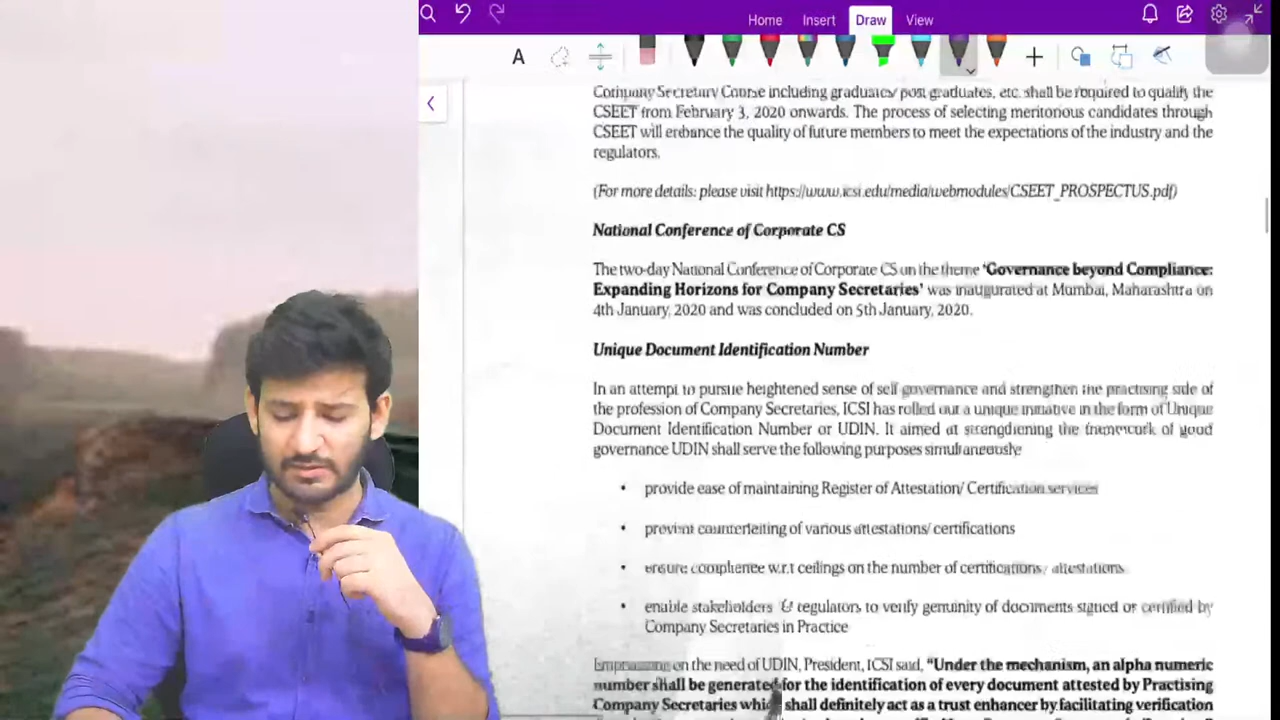 Home Insert Draw View
A
Company Secretary Course including graduates/ post graduates, etc. shall be required to qualify the
CSEET from February 3, 2020 onwards. The process of selecting meritorious candidates through
CSEET will enhance the quality of future members to meet the expectations of the industry and the
regulators.
(For more details: please visit https://www.icsi.edu/media/webmodules/CSEET_PROSPECTUS.pdf)
National Conference of Corporate CS
The two-day National Conference of Corporate CS on the theme 'Governance beyond Compliance:
Expanding Horizons for Company Secretaries' was inaugurated at Mumbai, Maharashtra on
4th January, 2020 and was concluded on 5th January, 2020.
Unique Document Identification Number
In an attempt to pursue heightened sense of self governance and strengthen the practising side of
the profession of Company Secretaries, ICSI has rolled out a unique initiative in the form of Unique
Document Identification Number or UDIN. It aimed at strengthening the framework of good
governance UDIN shall serve the following purposes simultaneously
• provide ease of maintaining Register of Attestation/ Certification services
• prevent counterfeiting of various attestations/ certifications
• ensure compliance w.r.t ceilings on the number of certifications/ attestations
• enable stakeholders & regulators to verify genuinity of documents signed or certified by
Company Secretaries in Practice
Emphasizing on the need of UDIN, President, ICSI said, "Under the mechanism, an alpha numeric
number shall be generated for the identification of every document attested by Practising
Company Secretaries which shall definitely act as a trust enhancer by facilitating verification